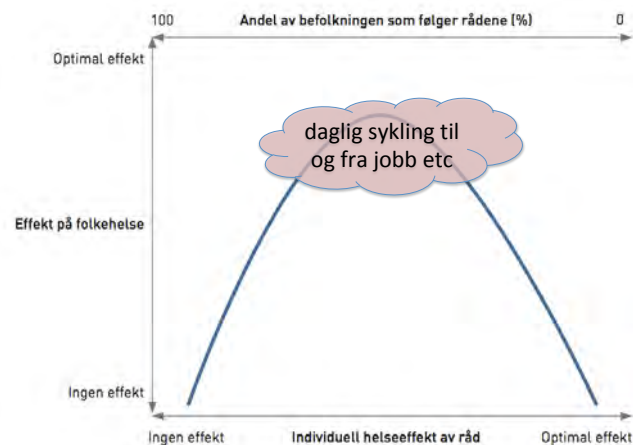 100 Andel av befolkningen som følger rådene (%) 0
Optimal effekt
daglig sykling til
og fra jobb etc
Effekt på folkehelse
Ingen effekt
Ingen effekt Individuell helseeffekt av råd Optimal effekt